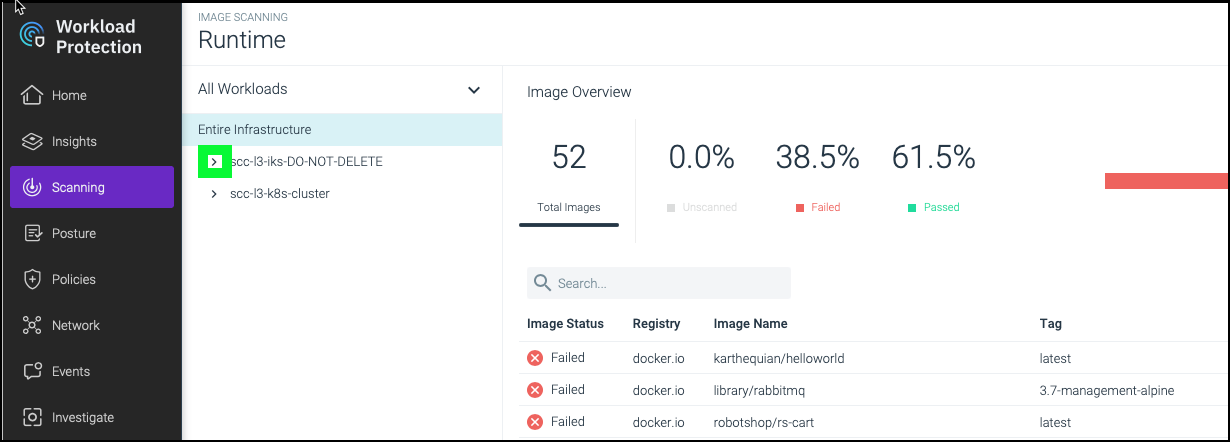 Workload
Protection
Home
Insights
Scanning
Posture
Policies
Network
Events
Investigate
IMAGE SCANNING
Runtime
All Workloads
Entire Infrastructure
scc-l3-iks-DO-NOT-DELETE
scc-l3-k8s-cluster
Image Overview
52
Total Images
0.0%
Unscanned
38.5%
Failed
61.5%
Passed
Search...
Image Status Registry Image Name Tag
Failed docker.io karthequian/helloworld latest
Failed docker.io library/rabbitmq 3.7-management-alpine
Failed docker.io robotshop/rs-cart latest